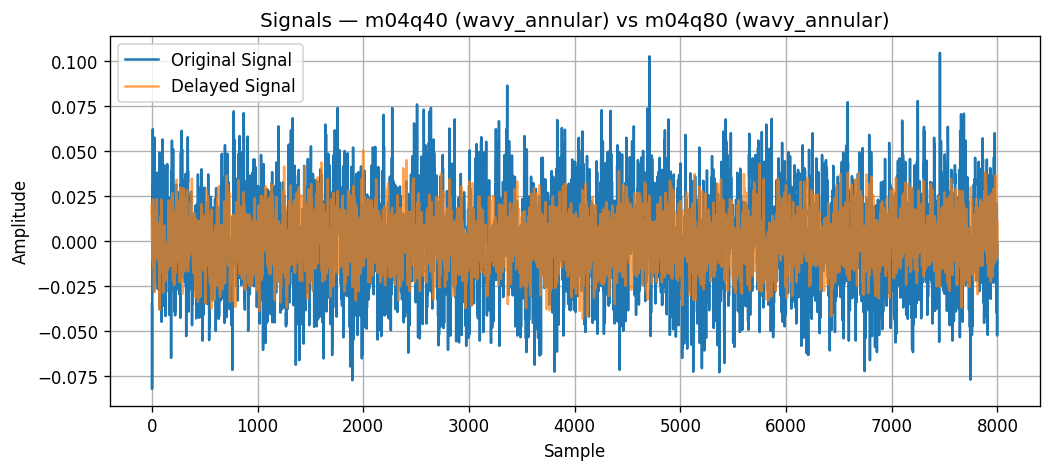 Signals — m04q40 (wavy_annular) vs m04q80 (wavy_annular)
Original Signal
Delayed Signal
0.100
0.075
0.050
0.025
0.000
−0.025
−0.050
−0.075
Amplitude
0 1000 2000 3000 4000 5000 6000 7000 8000
Sample